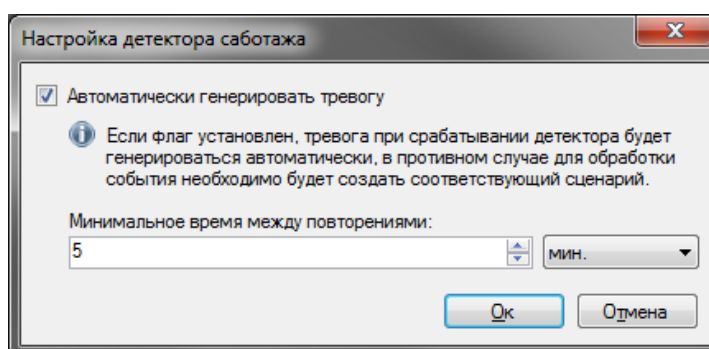 Настройка детектора саботажа
Автоматически генерировать тревогу
Если флаг установлен, тревога при срабатывании детектора будет
генерироваться автоматически, в противном случае для обработки
события необходимо будет создать соответствующий сценарий.
Минимальное время между повторениями:
5 мин.
Ок Отмена